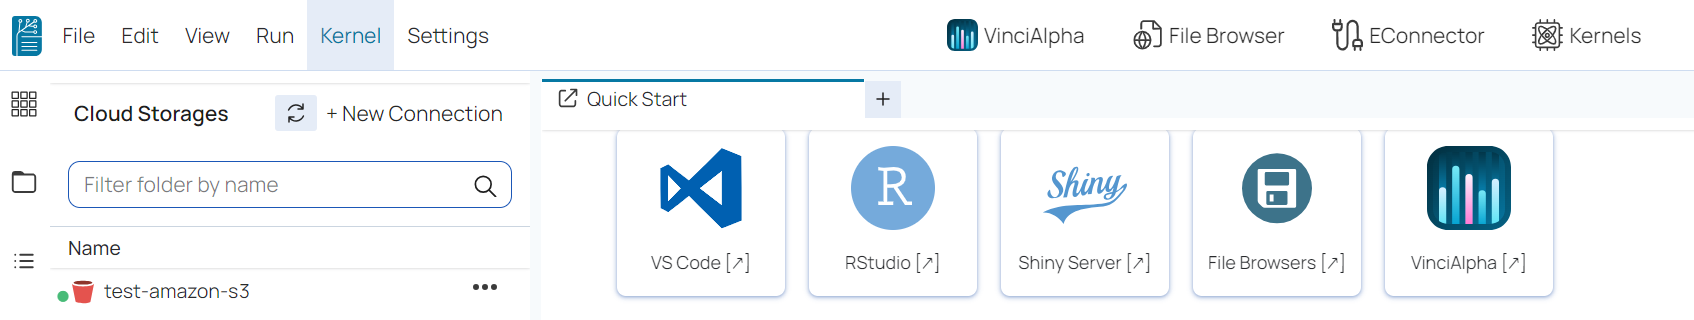 File Edit View Run Kernel Settings VinciAlpha File Browser EConnector Kernels
Cloud Storages + New Connection
Quick Start +
Filter folder by name
R Shiny
VS Code [↗] RStudio [↗] Shiny Server [↗] File Browsers [↗] VinciAlpha [↗]
Name
test-amazon-s3 •••